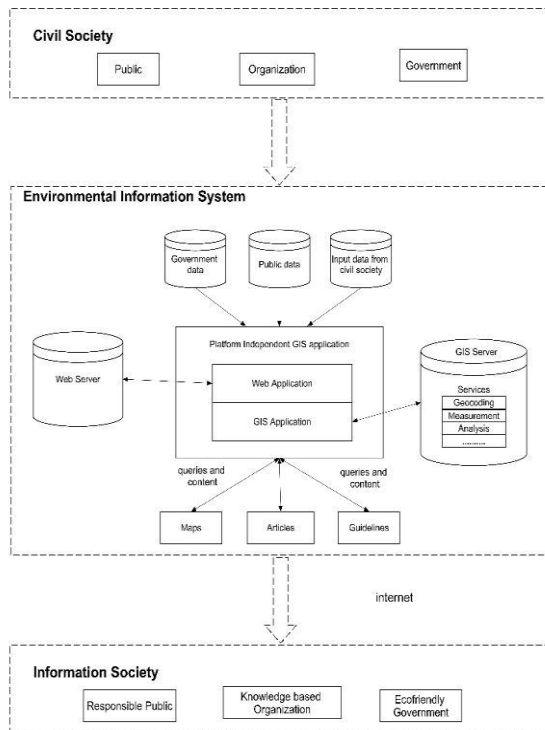 Civil Society
Public
Organization
Government
Environmental Information System
Government
data
Public data
Input data from
civil society
Platform Independent GIS application
Web Application
GIS Application
Web Server
GIS Server
Services
Geocoding
Measurement
Analysis
..........
queries and
content
queries and
content
Maps
Articles
Guidelines
internet
Information Society
Responsible Public
Knowledge based
Organization
Ecofriendly
Government